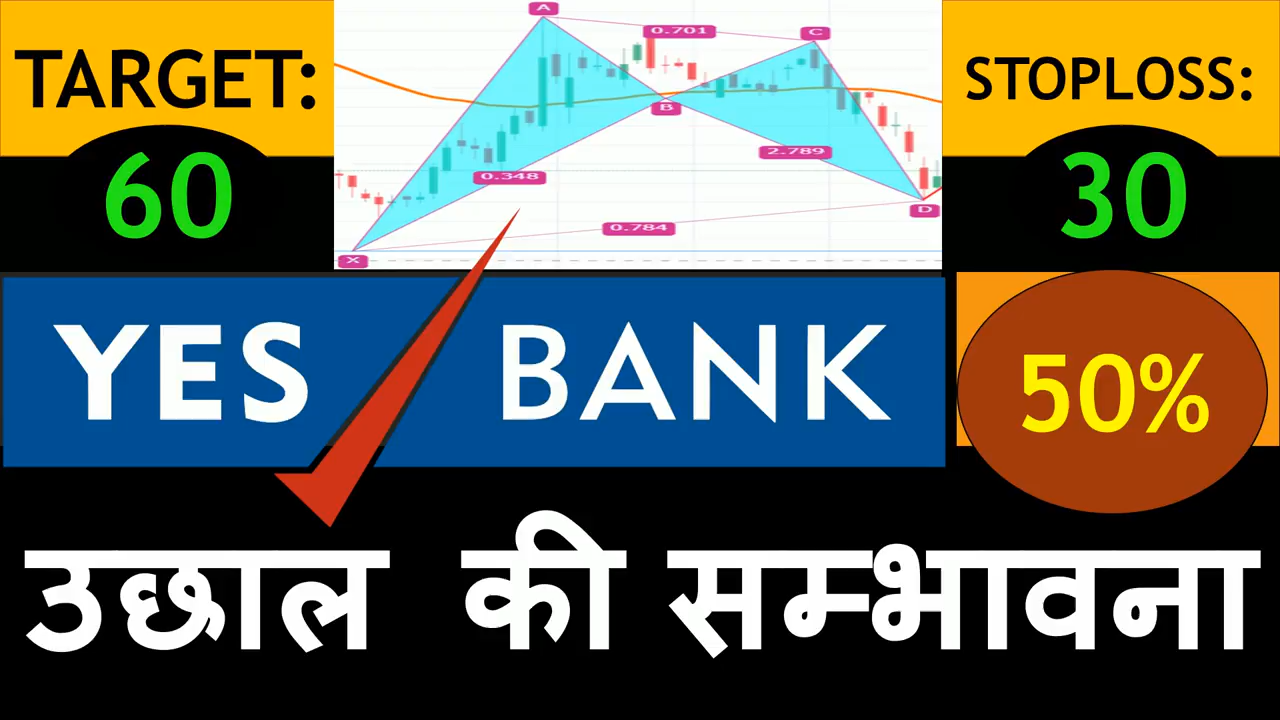 TARGET:
60
A
0.701
C
B
2.789
0.348
D
0.784
X
STOPLOSS:
30
YES BANK
50%
उछाल की सम्भावना